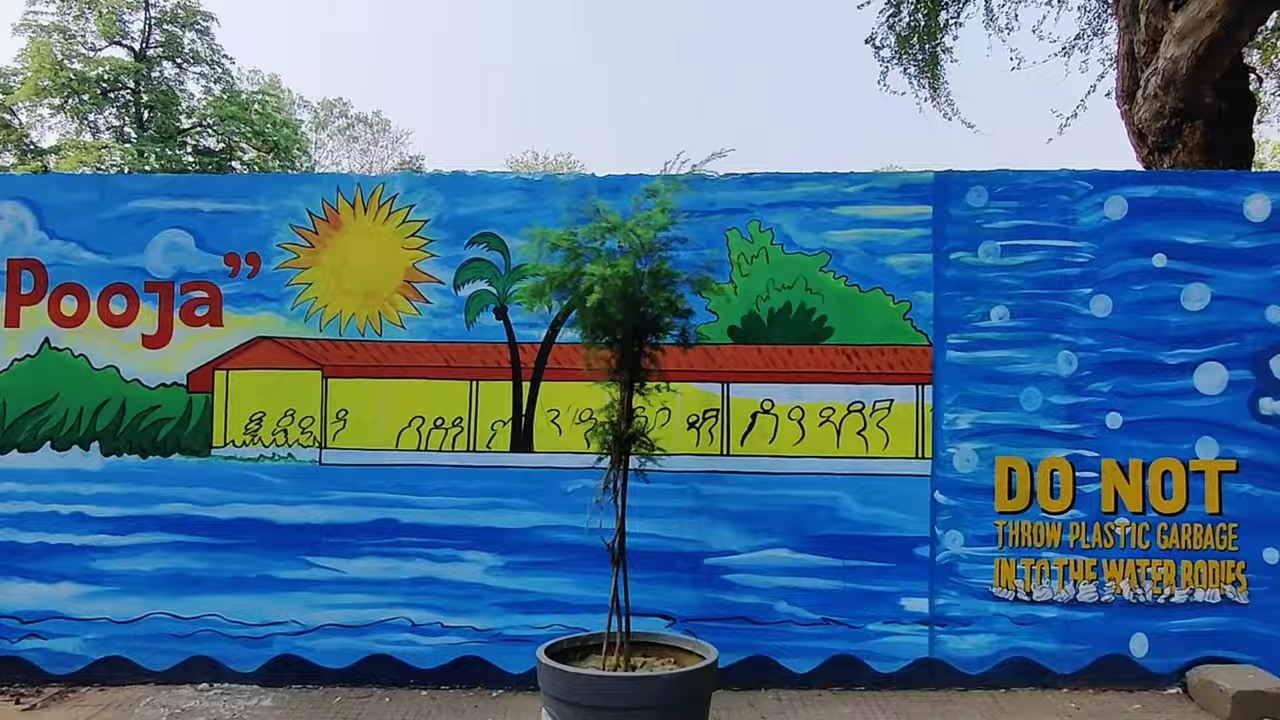 Pooja”
DO NOT
THROW PLASTIC GARBAGE
IN TO THE WATER BODIES